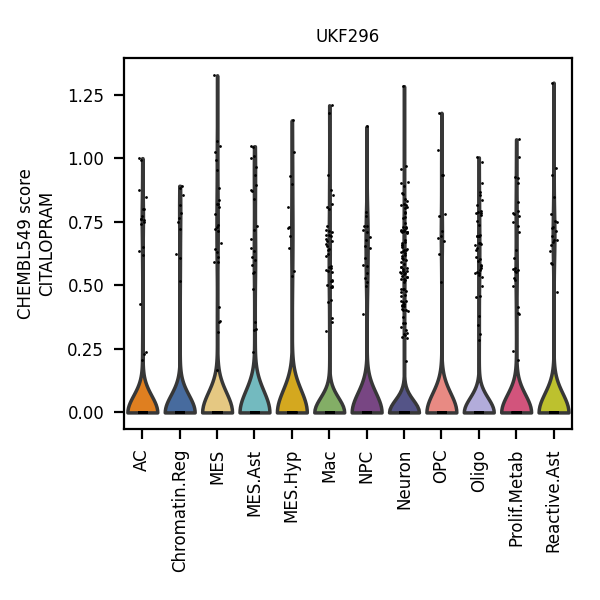 UKF296
CHEMBL549 score
CITALOPRAM
1.25
1.00
0.75
0.50
0.25
0.00
AC
Chromatin.Reg
MES
MES.Ast
MES.Hyp
Mac
NPC
Neuron
OPC
Oligo
Prolif.Metab
Reactive.Ast